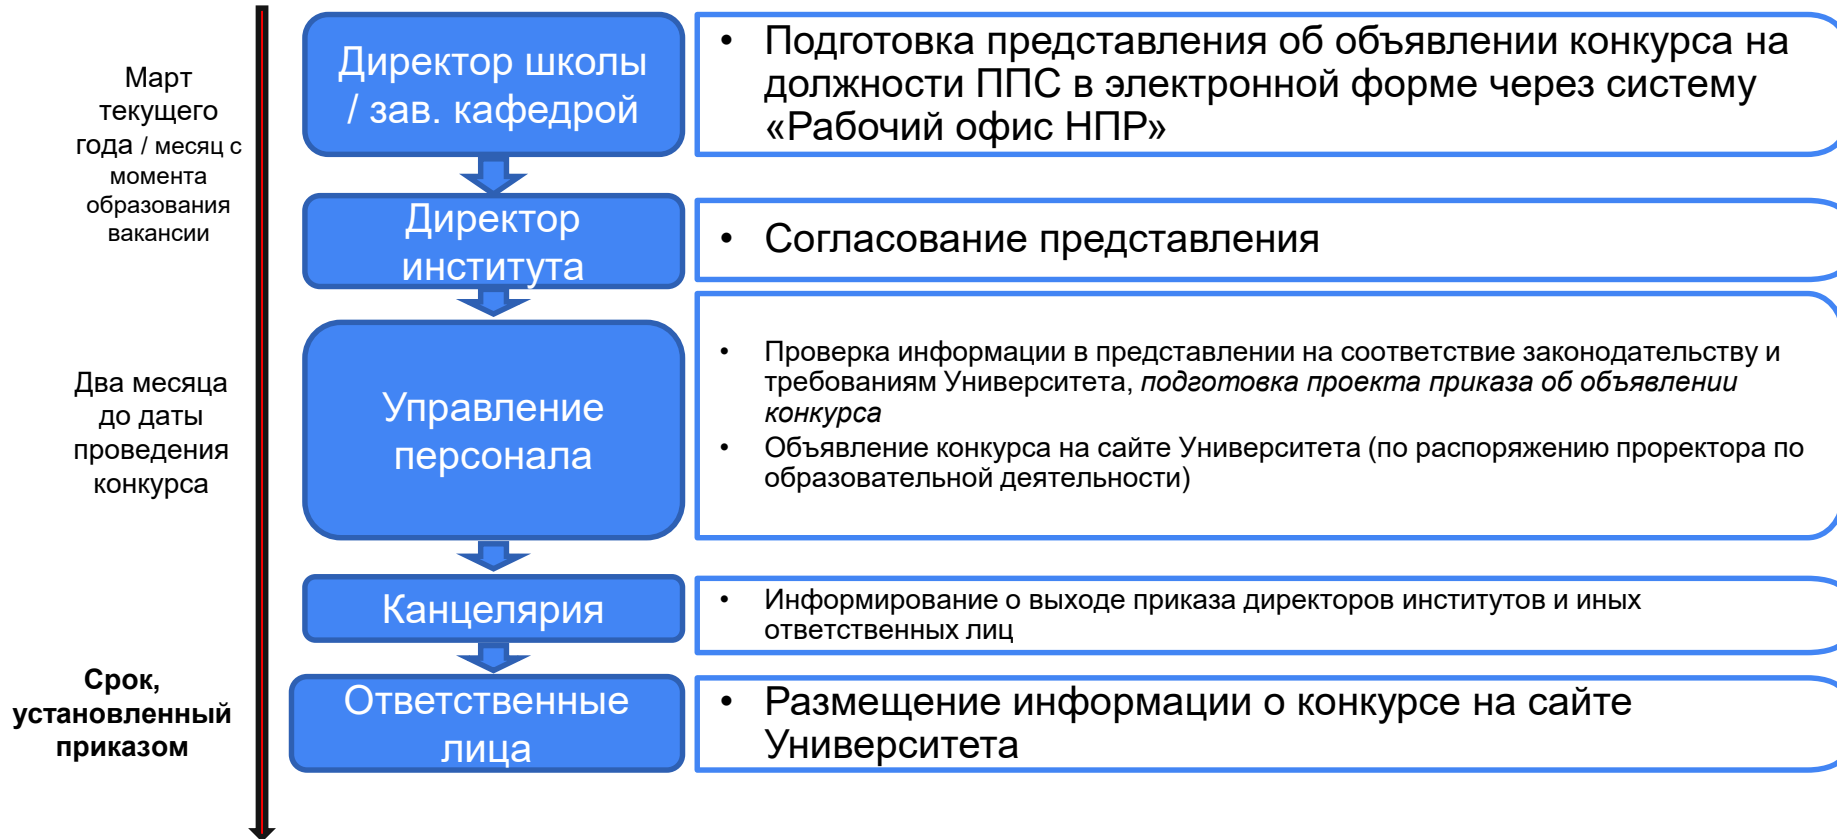 Март
текущего
года / месяц с
момента
образования
вакансии
Директор школы
/ зав. кафедрой
• Подготовка представления об объявлении конкурса на
должности ППС в электронной форме через систему
«Рабочий офис НПР»
Директор
института
• Согласование представления
Два месяца
до даты
проведения
конкурса
Управление
персонала
• Проверка информации в представлении на соответствие законодательству и
требованиям Университета, подготовка проекта приказа об объявлении
конкурса
• Объявление конкурса на сайте Университета (по распоряжению проректора по
образовательной деятельности)
Канцелярия
• Информирование о выходе приказа директоров институтов и иных
ответственных лиц
Срок,
установленный
приказом
Ответственные
лица
• Размещение информации о конкурсе на сайте
Университета